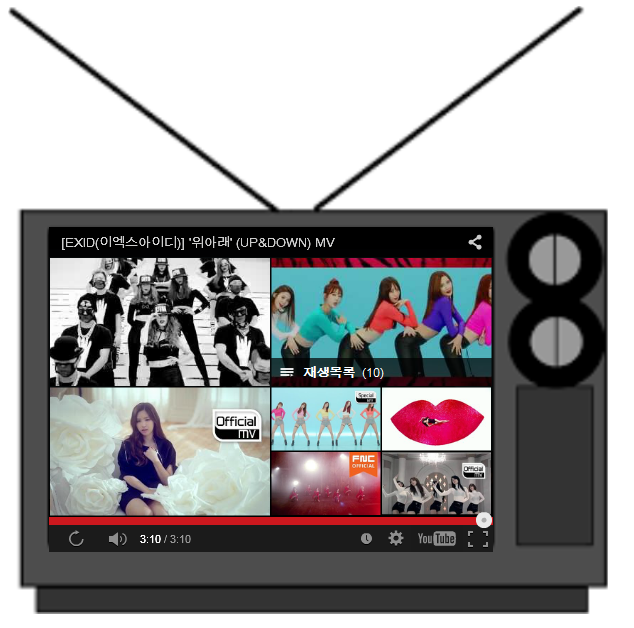 [EXID(이엑스아이디)] '위아래' (UP&DOWN) MV
재생목록 (10)
Official
MV
Special
MV
FNC
OFFICIAL
Official
MV
3:10 / 3:10
YouTube